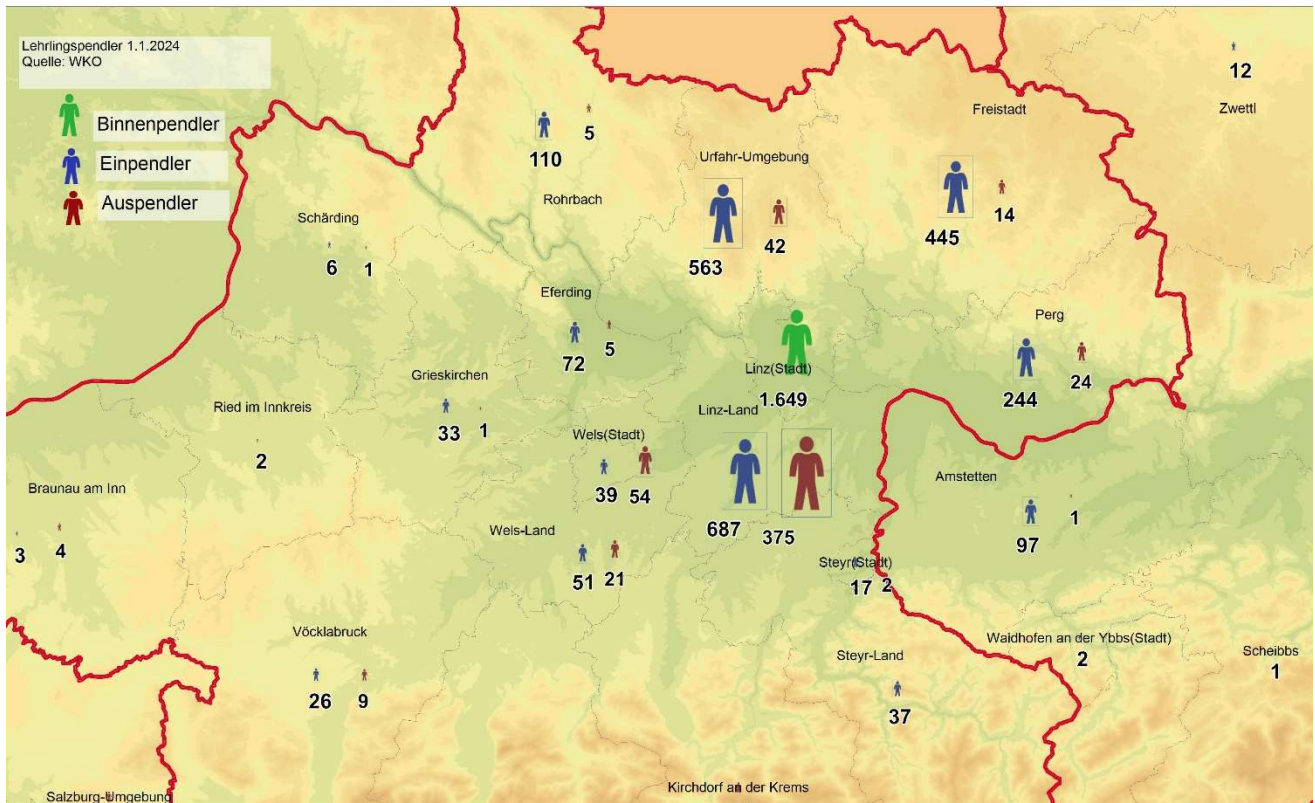 Lehrlingspendler 1.1.2024
Quelle: WKO
Binnenpendler
Einpendler
Auspendler
12
Zwettl
Freistadt
445
14
Urfahr-Umgebung
563
42
110
5
Rohrbach
Schärding
6
1
Eferding
72
5
Linz(Stadt)
1.649
Perg
244
24
Grieskirchen
33
1
Ried im Innkreis
2
Linz-Land
687
375
Wels(Stadt)
39
54
Braunau am Inn
3
4
Amstetten
97
1
Wels-Land
51
21
Steyr(Stadt)
17
2
Vöcklabruck
26
9
Steyr-Land
37
Waidhofen an der Ybbs(Stadt)
2
Scheibbs
1
Salzburg-Umgebung
Kirchdorf an der Krems